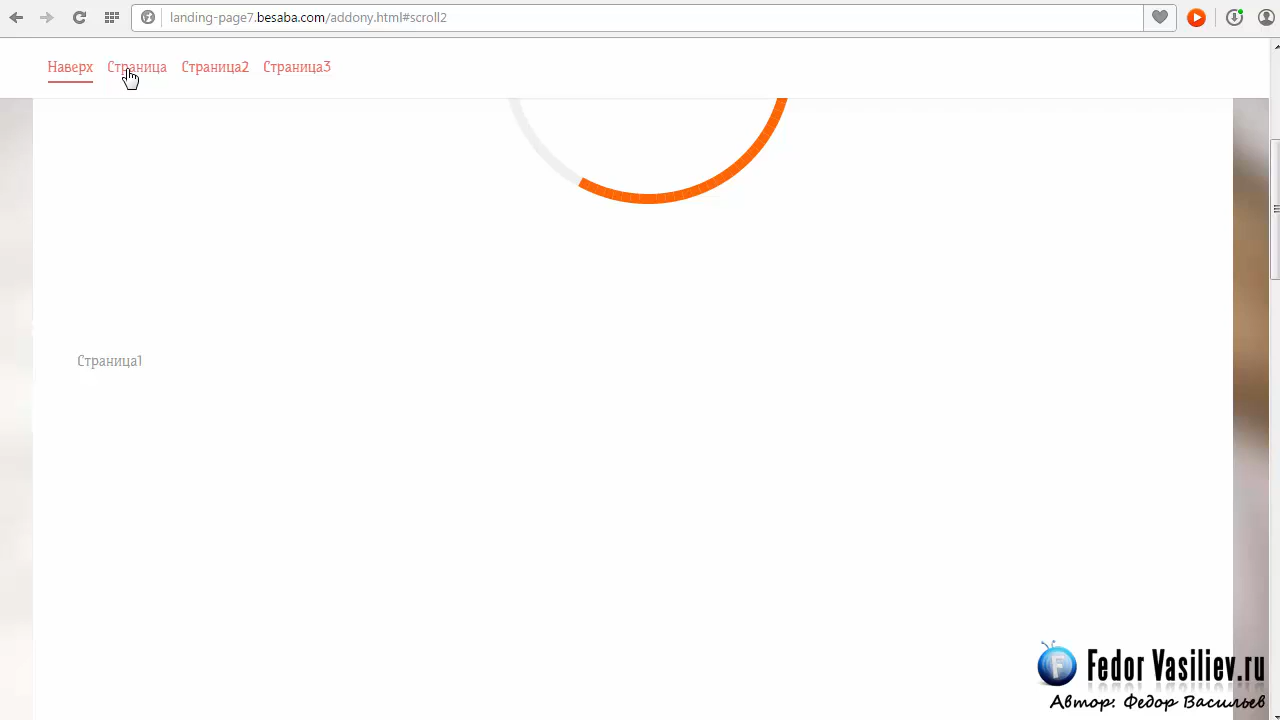 landing-page7.besaba.com/addony.html#scroll2
Наверх Страница Страница2 Страница3
Страница1
F Fedor Vasiliev.ru
Автор: Федор Васильев